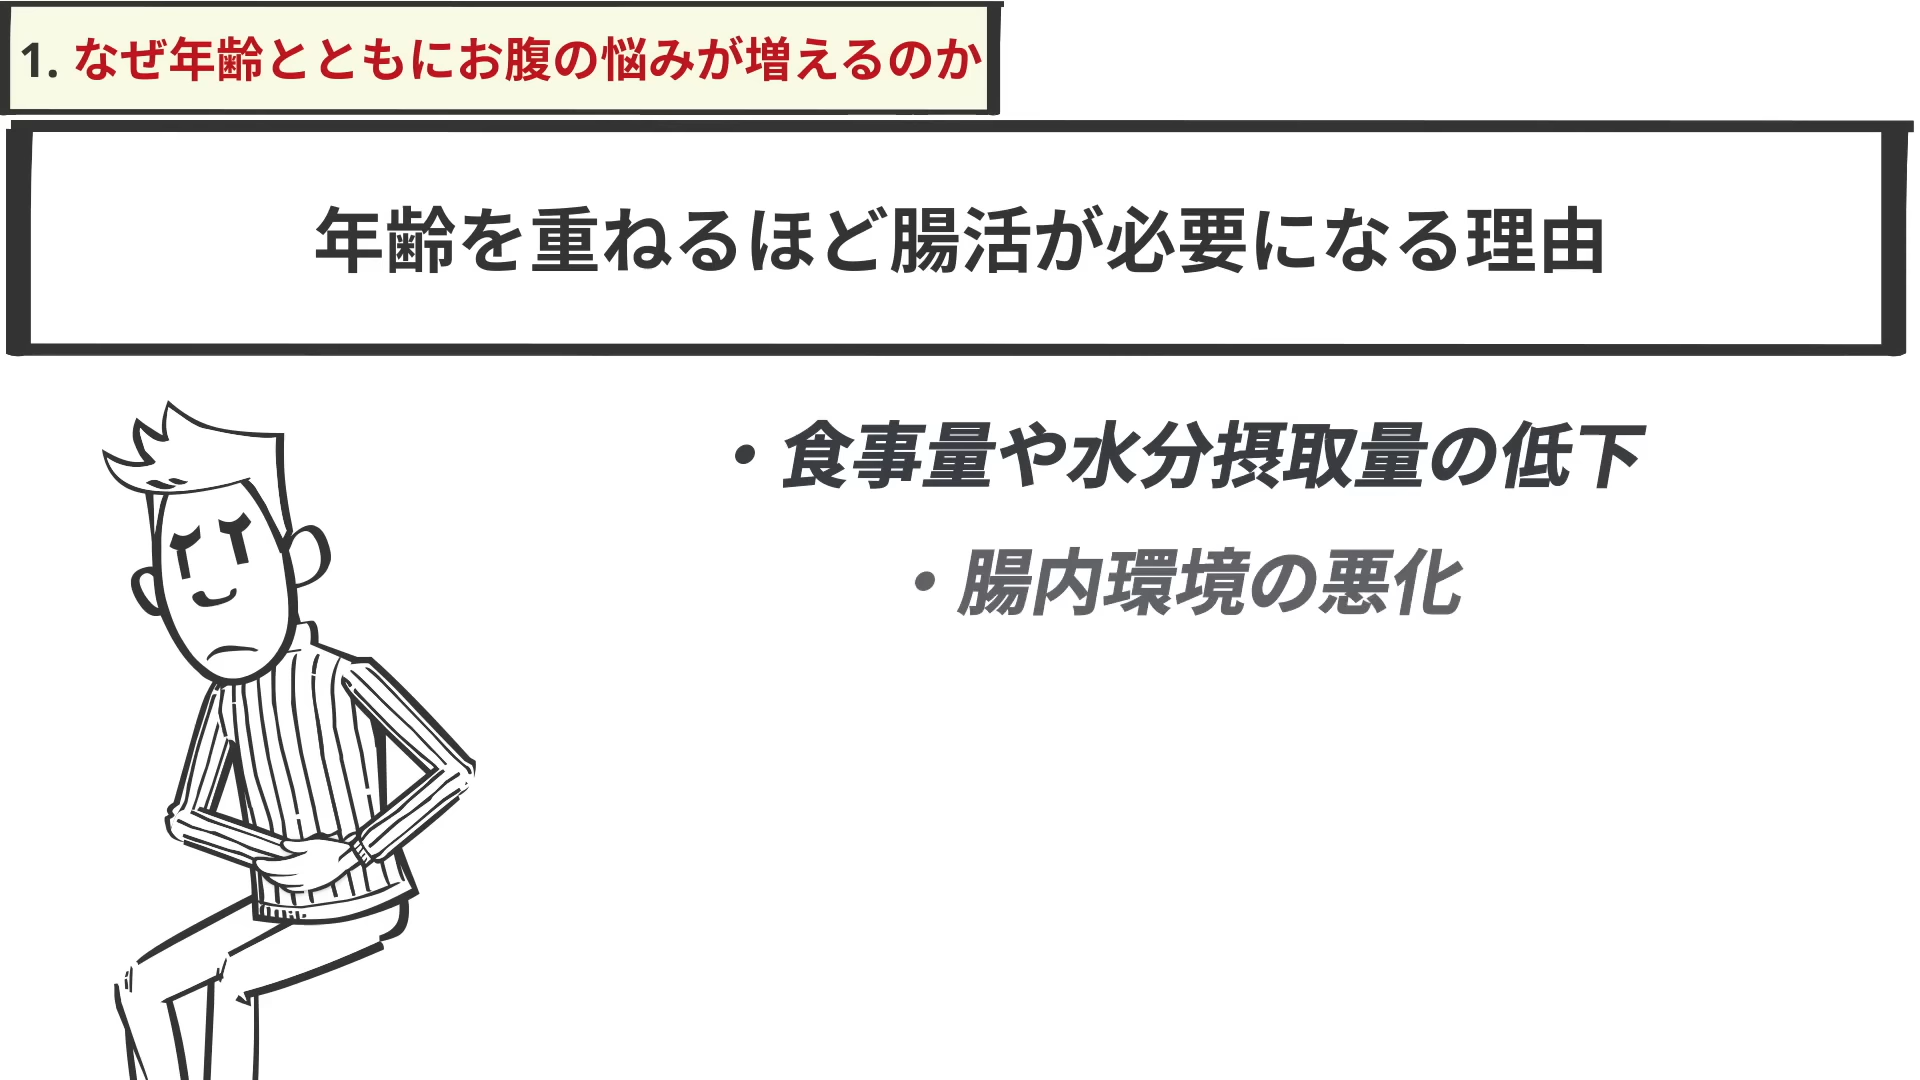 1. なぜ年齢とともにお腹の悩みが増えるのか
年齢を重ねるほど腸活が必要になる理由
・食事量や水分摂取量の低下
・腸内環境の悪化